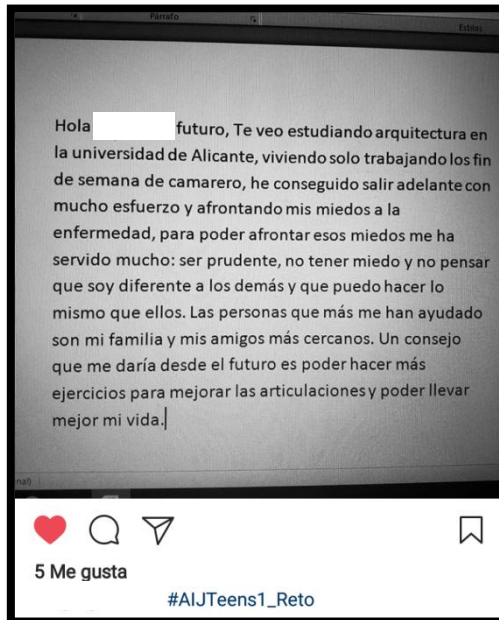 Párrafo
Estilos
Hola futuro, Te veo estudiando arquitectura en
la universidad de Alicante, viviendo solo trabajando los fin
de semana de camarero, he conseguido salir adelante con
mucho esfuerzo y afrontando mis miedos a la
enfermedad, para poder afrontar esos miedos me ha
servido mucho: ser prudente, no tener miedo y no pensar
que soy diferente a los demás y que puedo hacer lo
mismo que ellos. Las personas que más me han ayudado
son mi familia y mis amigos más cercanos. Un consejo
que me daría desde el futuro es poder hacer más
ejercicios para mejorar las articulaciones y poder llevar
mejor mi vida.
nal)
5 Me gusta
#AIJTeens1_Reto